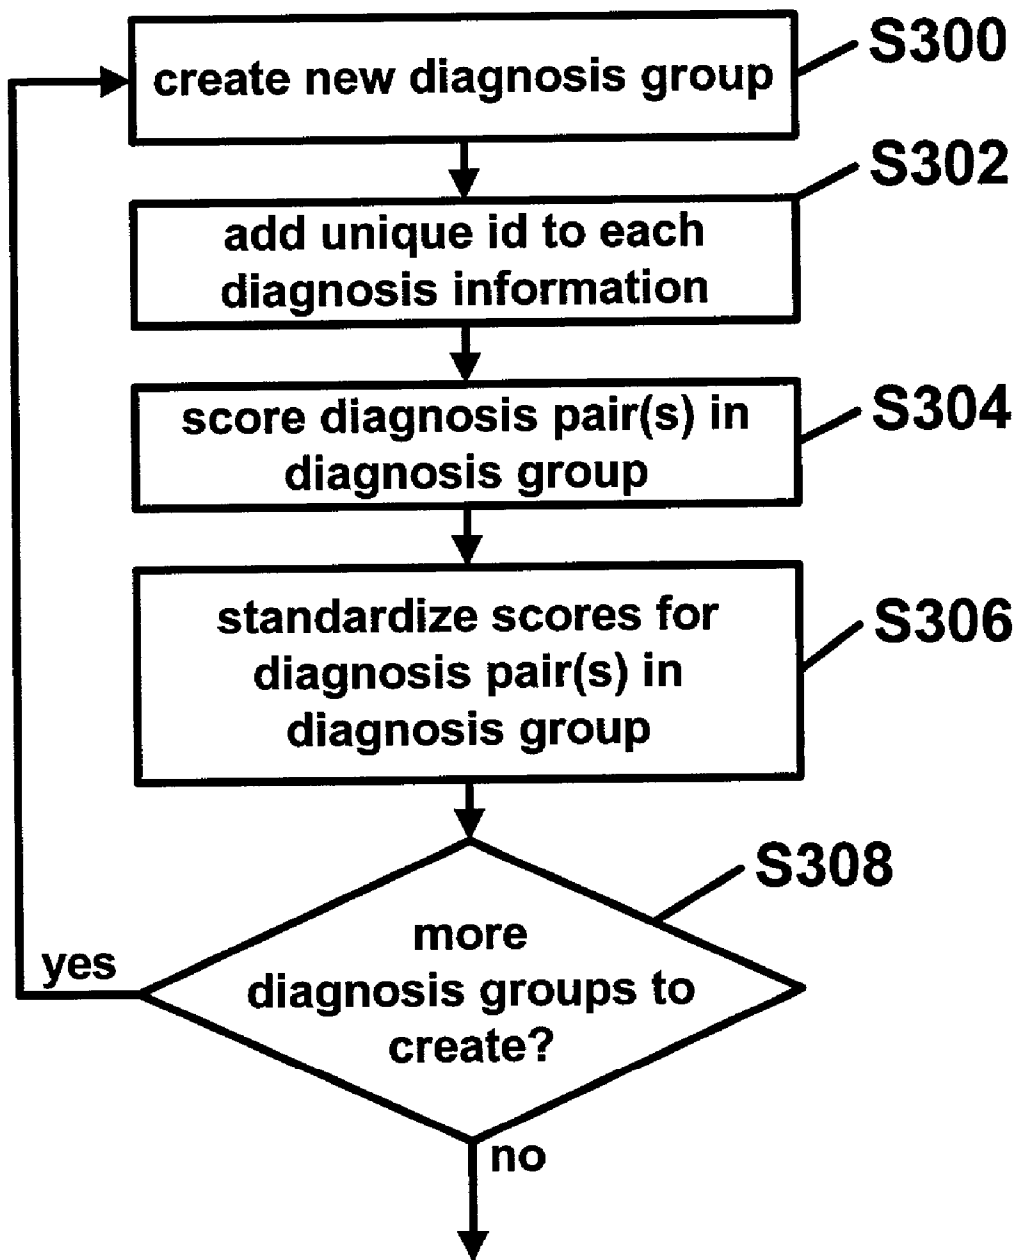 create new diagnosis group
S300
S302
add unique id to each
diagnosis information
score diagnosis pair(s) in
diagnosis group
S304
standardize scores for
diagnosis pair(s) in
diagnosis group
S306
S308
more
diagnosis groups to
create?
yes
no